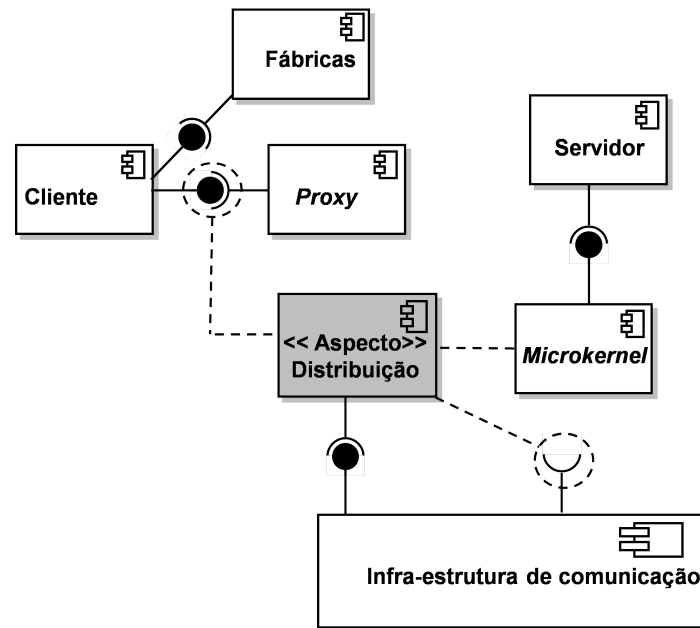 Fábricas
Cliente
Proxy
Servidor
<< Aspecto>>
Distribuição
Microkernel
Infra-estrutura de comunicação